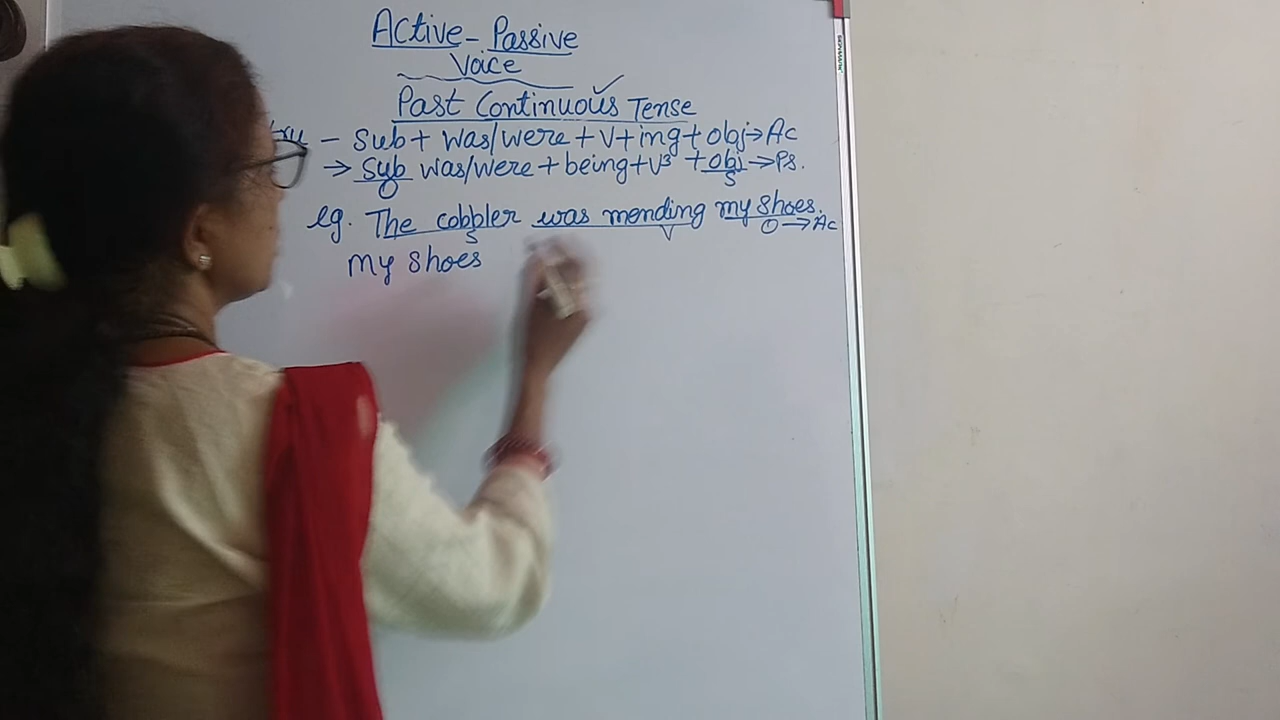 Active - Passive
Voice
Past Continuous Tense
- Sub + was/were + V + ing + obj → Ac
→ Sub was/were + being + V³ + obj → Ps.
O S
eg. The cobbler was mending my shoes.
S V O → Ac
my shoes